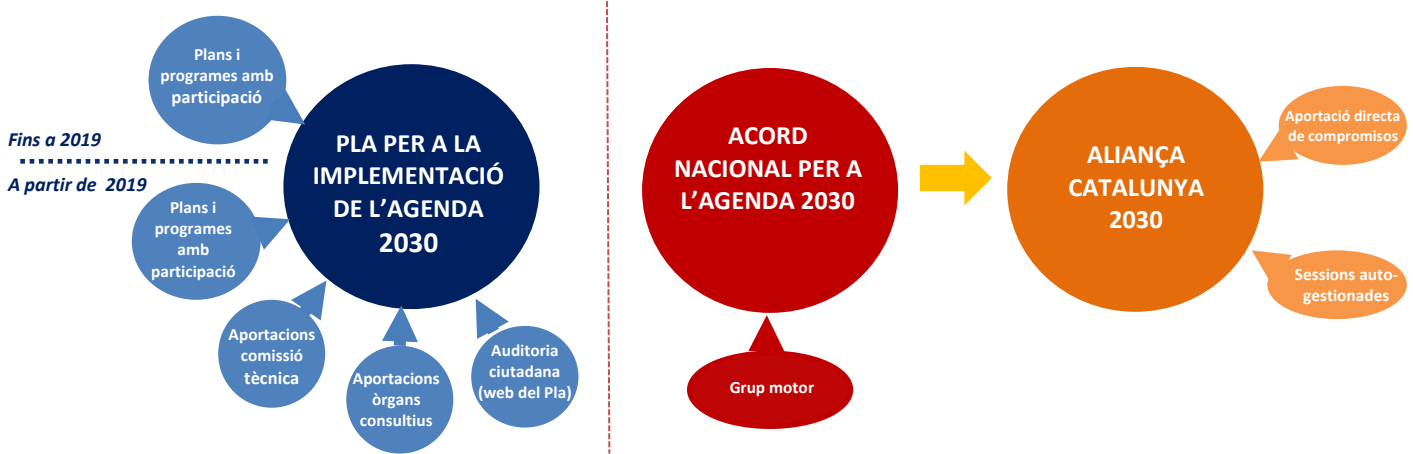 Plans i
programes amb
participació
Fins a 2019
A partir de 2019
Plans i
programes
amb
participació
PLA PER A LA
IMPLEMENTACIÓ
DE L'AGENDA
2030
Aportacions
comissió
tècnica
Aportacions
òrgans
consultius
Auditoria
ciutadana
(web del Pla)
ACORD
NACIONAL PER A
L'AGENDA 2030
Grup motor
ALIANÇA
CATALUNYA
2030
Aportació directa
de compromisos
Sessions auto-
gestionades